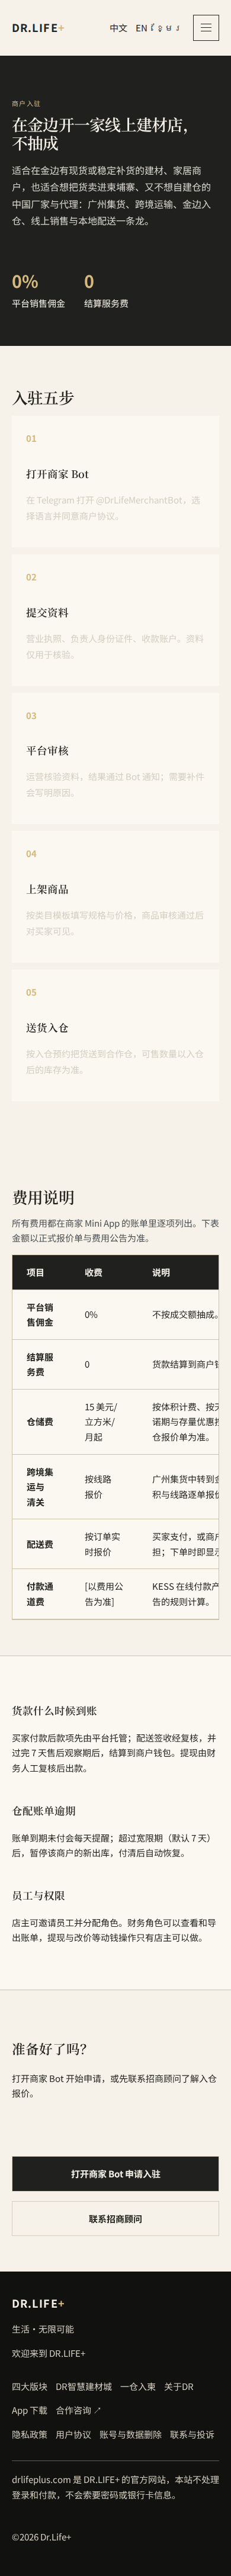 DR.LIFE+
中文 EN ខ្មែរ
商户入驻
在金边开一家线上建材店，
不抽成
适合在金边有现货或稳定补货的建材、家居商
户，也适合想把货卖进柬埔寨、又不想自建仓的
中国厂家与代理：广州集货、跨境运输、金边入
仓、线上销售与本地配送一条龙。
0% 0
平台销售佣金 结算服务费
入驻五步
01
打开商家 Bot
在 Telegram 打开 @DrLifeMerchantBot，选
择语言并同意商户协议。
02
提交资料
营业执照、负责人身份证件、收款账户。资料
仅用于核验。
03
平台审核
运营核验资料，结果通过 Bot 通知；需要补件
会写明原因。
04
上架商品
按类目模板填写规格与价格，商品审核通过后
对买家可见。
05
送货入仓
按入仓预约把货送到合作仓，可售数量以入仓
后的库存为准。
费用说明
所有费用都在商家 Mini App 的账单里逐项列出。下表
金额以正式报价单与费用公告为准。
项目 收费 说明
平台销
售佣金
0%
不按成交额抽成。
结算服
务费
0
货款结算到商户钱
仓储费
15 美元/
立方米/
月起
按体积计费、按天
诺期与存量优惠按
仓报价单为准。
跨境集
运与
清关
按线路
报价
广州集货中转到金
积与线路逐单报价
配送费
按订单实
时报价
买家支付，或商户
担；下单时即显示
付款通
道费
[以费用公
告为准]
KESS 在线付款产
告的规则计算。
货款什么时候到账
买家付款后款项先由平台托管；配送签收经复核，并
过完 7 天售后观察期后，结算到商户钱包。提现由财
务人工复核后出款。
仓配账单逾期
账单到期未付会每天提醒；超过宽限期（默认 7 天）
后，暂停该商户的新出库，付清后自动恢复。
员工与权限
店主可邀请员工并分配角色。财务角色可以查看和导
出账单，提现与改价等动钱操作只有店主可以做。
准备好了吗？
打开商家 Bot 开始申请，或先联系招商顾问了解入仓
报价。
打开商家 Bot 申请入驻
联系招商顾问
DR.LIFE+
生活・无限可能
欢迎来到 DR.LIFE+
四大版块 DR智慧建材城 一仓入柬 关于DR
App 下载 合作咨询 ↗
隐私政策 用户协议 账号与数据删除 联系与投诉
drlifeplus.com 是 DR.LIFE+ 的官方网站，本站不处理
登录和付款，不会索要密码或银行卡信息。
©2026 Dr.Life+